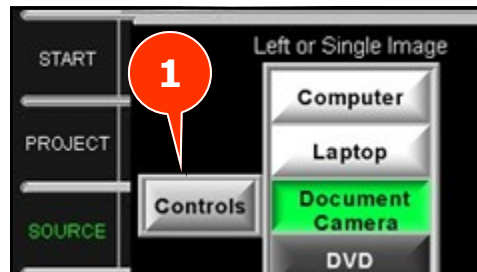 START
Left or Single Image
1
Computer
PROJECT
Laptop
Controls
Document
Camera
SOURCE
DVD